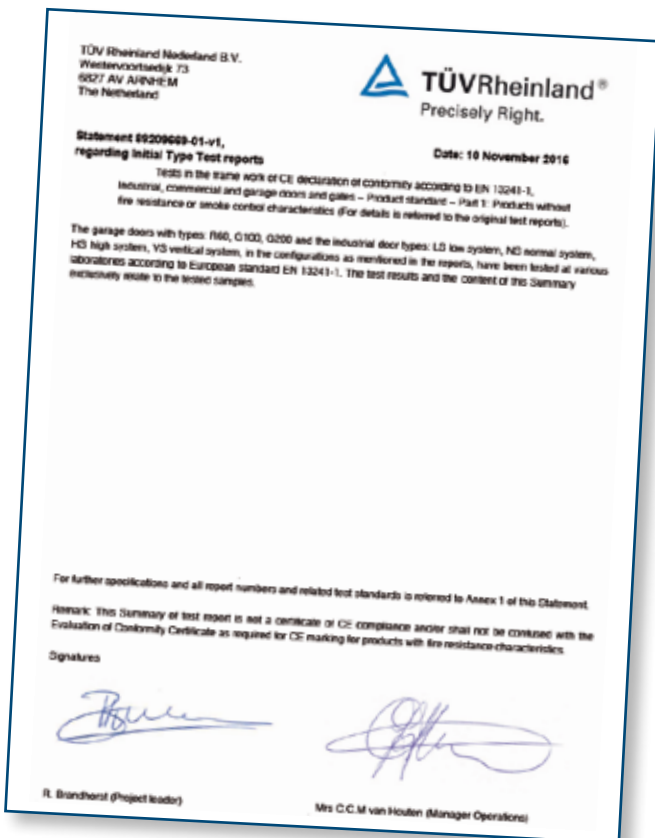 TÜV Rheinland Nederland B.V.
Westervoortsedijk 73
6827 AV ARNHEM
The Netherland
TÜVRheinland®
Precisely Right.
Statement 89209669-01-v1,
regarding Initial Type Test reports
Date: 10 November 2016
Tests in the frame work of CE declaration of conformity according to EN 13241-1,
Industrial, commercial and garage doors and gates – Product standard – Part 1: Products without
fire resistance or smoke control characteristics (For details is referred to the original test reports).
The garage doors with types: R60, G100, G200 and the industrial door types: LS low system, NS normal system,
HS high system, VS vertical system, in the configurations as mentioned in the reports, have been tested at various
laboratories according to European standard EN 13241-1. The test results and the content of this Summary
exclusively relate to the tested samples.
For further specifications and all report numbers and related test standards is referred to Annex 1 of this Statement.
Remark: This Summary of test report is not a certificate of CE compliance and/or shall not be confused with the
Evaluation of Conformity Certificate as required for CE marking for products with fire resistance characteristics.
Signatures
R. Brandhorst (Project leader)
Mrs C.C.M van Houten (Manager Operations)